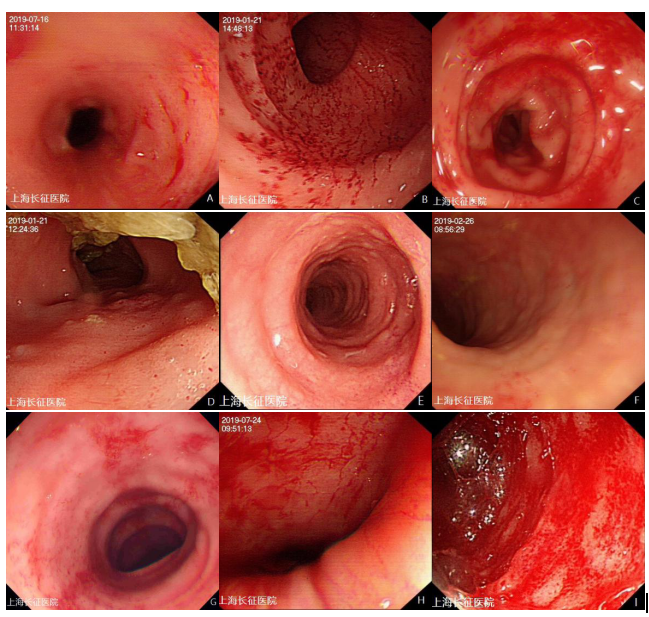 2019-07-16
11:31:14
上海长征医院
A
2019-01-21
14:48:13
上海长征医院
B
上海长征医院
C
2019-01-21
12:24:36
上海长征医院
D
上海长征医院
E
2019-02-26
08:56:29
上海长征医院
F
上海长征医院
G
2019-07-24
09:51:13
上海长征医院
H
上海长征医院
I